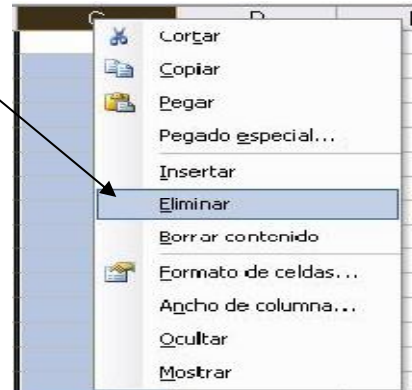 C D
Cortar
Copiar
Pegar
Pegado especial...
Insertar
Eliminar
Borrar contenido
Formato de celdas...
Ancho de columna...
Ocultar
Mostrar